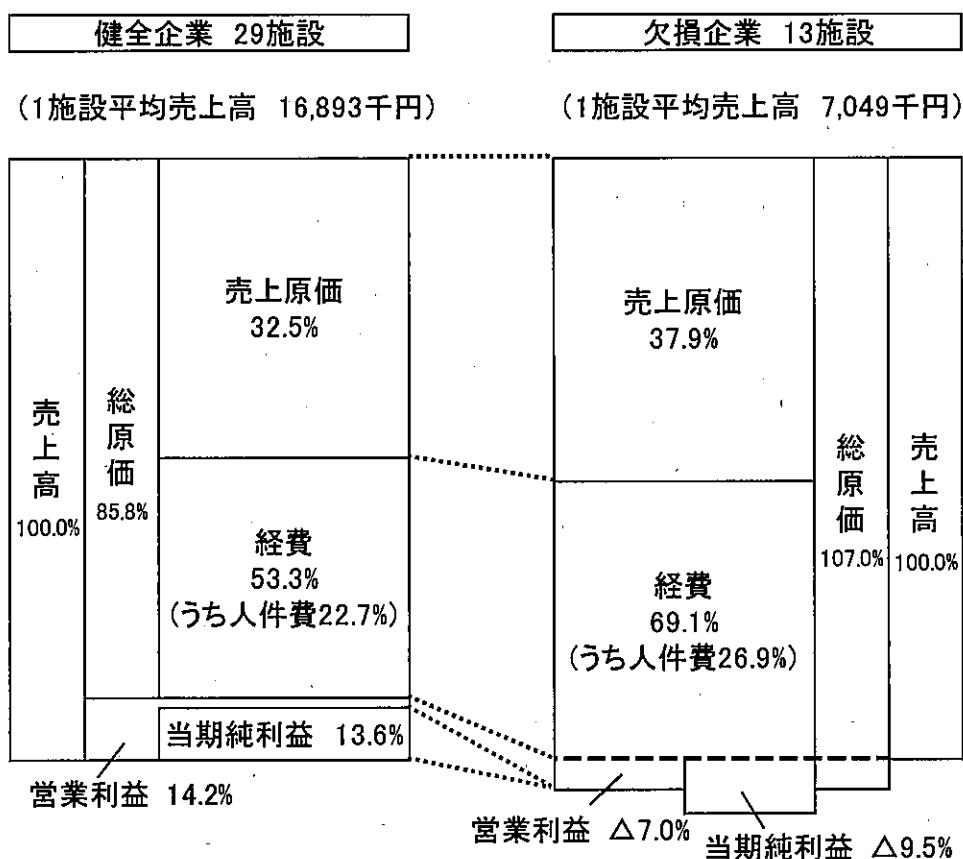 健全企業 29施設
(1施設平均売上高 16,893千円)
売上高
100.0%
総原価
85.8%
売上原価
32.5%
経費
53.3%
(うち人件費22.7%)
当期純利益 13.6%
営業利益 14.2%
欠損企業 13施設
(1施設平均売上高 7,049千円)
売上原価
37.9%
経費
69.1%
(うち人件費26.9%)
総原価
107.0%
売上高
100.0%
営業利益 △7.0%
当期純利益 △9.5%